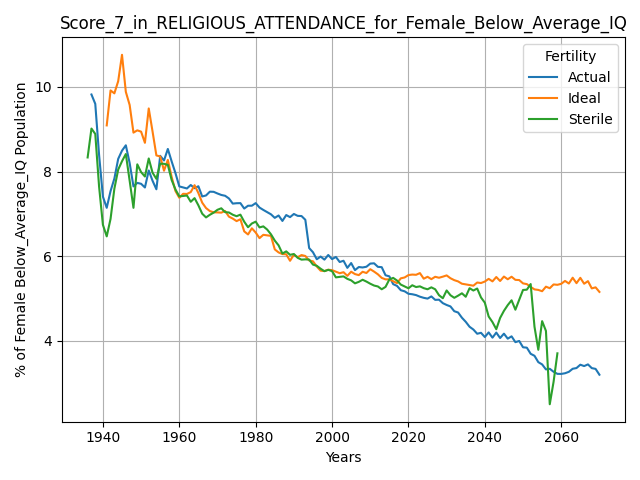 Score_7_in_RELIGIOUS_ATTENDANCE_for_Female_Below_Average_IQ
Fertility
Actual
Ideal
Sterile
% of Female Below_Average_IQ Population
10
8
6
4
1940 1960 1980 2000 2020 2040 2060
Years